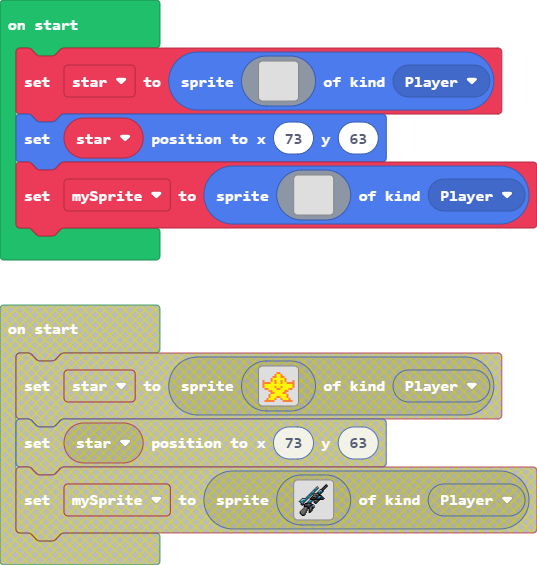 on start
set star to sprite of kind Player
set star position to x 73 y 63
set mySprite to sprite of kind Player
on start
set star to sprite of kind Player
set star position to x 73 y 63
set mySprite to sprite of kind Player